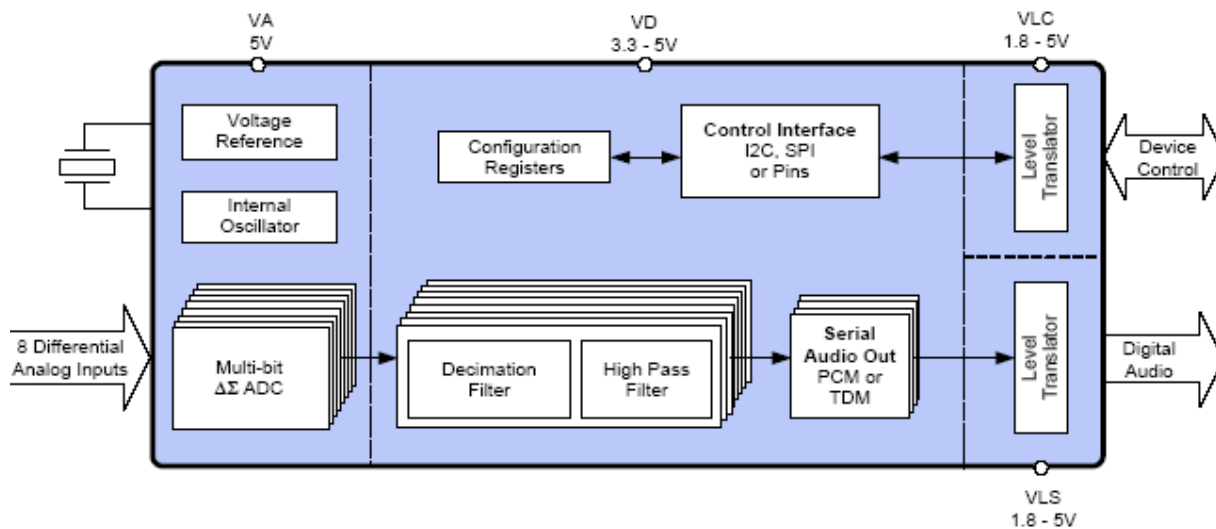 VA
5V
VD
3.3 - 5V
VLC
1.8 - 5V
Voltage
Reference
Internal
Oscillator
Configuration
Registers
Control Interface
I2C, SPI
or Pins
Level
Translator
Device
Control
8 Differential
Analog Inputs
Multi-bit
ΔΣ ADC
Decimation
Filter
High Pass
Filter
Serial
Audio Out
PCM or
TDM
Level
Translator
Digital
Audio
VLS
1.8 - 5V